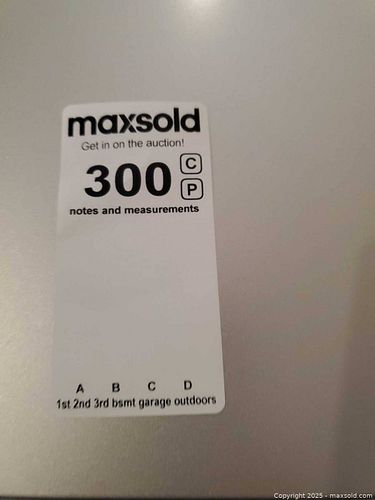 maxsold
Get in on the auction!
300 C
P
notes and measurements
A B C D
1st 2nd 3rd bsmt garage outdoors
Copyright 2025 - maxsold.com